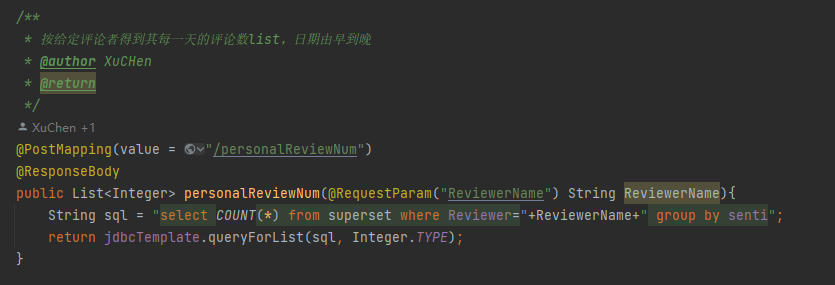 /**
 * 按给定评论者得到其每一天的评论数list，日期由早到晚
 * @author XuCHen
 * @return
 */
XuChen +1
@PostMapping(value = "/personalReviewNum")
@ResponseBody
public List<Integer> personalReviewNum(@RequestParam("ReviewerName") String ReviewerName){
    String sql = "select COUNT(*) from superset where Reviewer="+ReviewerName+" group by senti";
    return jdbcTemplate.queryForList(sql, Integer.TYPE);
}